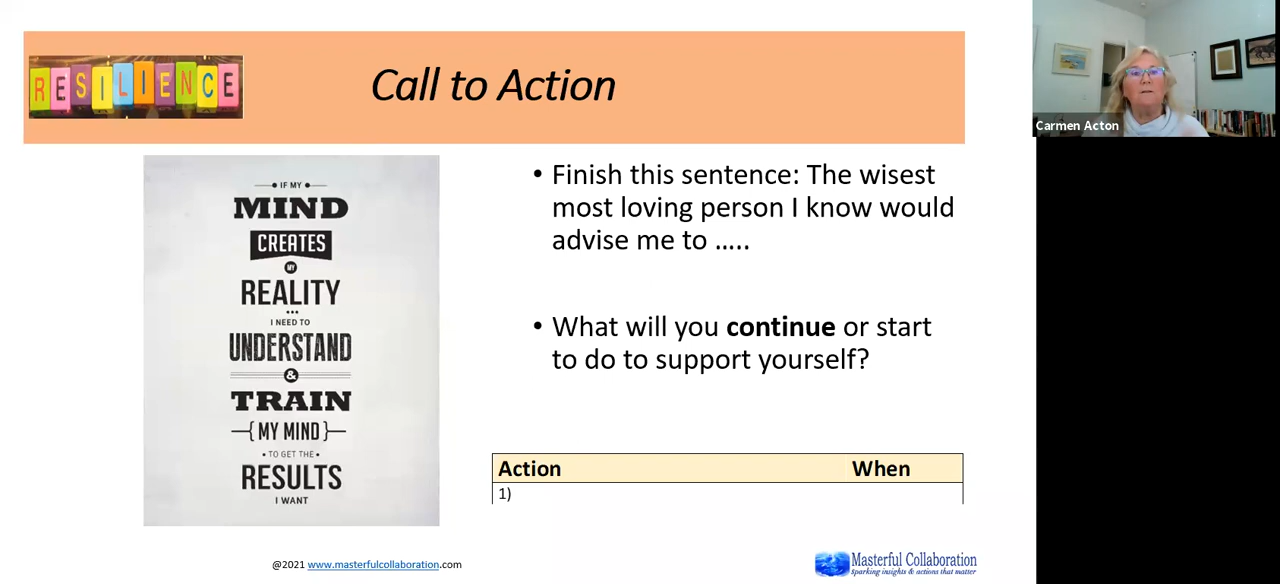 RESILIENCE
Call to Action
IF MY
MIND
CREATES
MY
REALITY
I NEED TO
UNDERSTAND
&
TRAIN
{MY MIND}
• TO GET THE •
RESULTS
I WANT
• Finish this sentence: The wisest
most loving person I know would
advise me to .....
• What will you continue or start
to do to support yourself?
Action When
1)
@2021 www.masterfulcollaboration.com
Masterful Collaboration
sparking insights & actions that matter
Carmen Acton